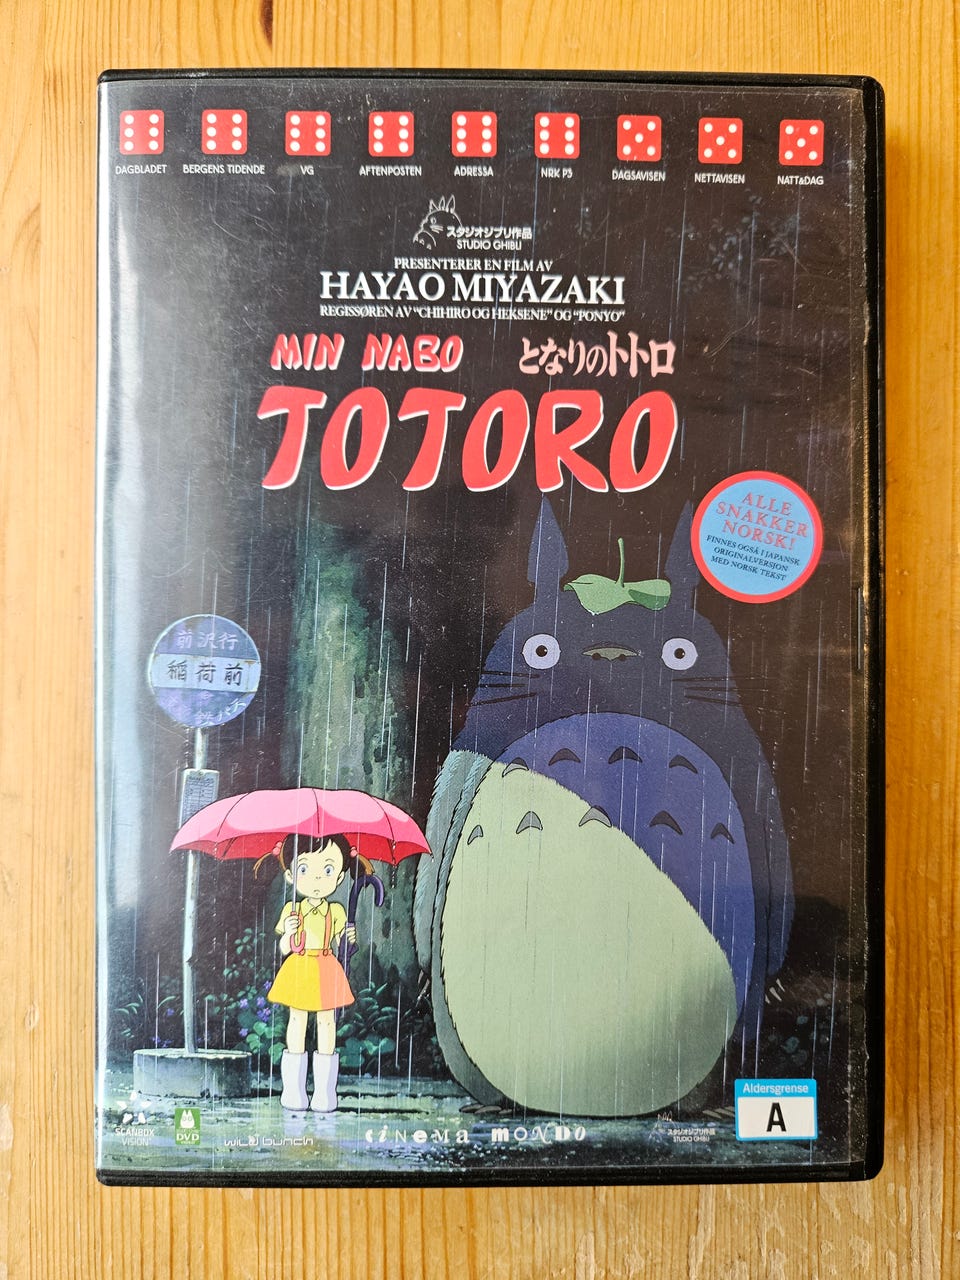 DAGBLADET
BERGENS TIDENDE
VG
AFTENPOSTEN
ADRESSA
NRK P3
DAGSAVISEN
NETTAVISEN
NATT&DAG
スタジオジブリ作品
STUDIO GHIBLI
PRESENTERER EN FILM AV
HAYAO MIYAZAKI
REGISSØREN AV "CHIHIRO OG HEKSENE" OG "PONYO"
MIN NABO となりのトトロ
TOTORO
ALLE
SNAKKER
NORSK!
FINNES OGSÅ I JAPANSK
ORIGINALVERSJON
MED NORSK TEKST
前沢行
稲荷前
Aldersgrense
A
SCANBOX
VISION
DVD
WILD BUNCH
CINEMA MONDO
スタジオジブリ作品
STUDIO GHIBLI